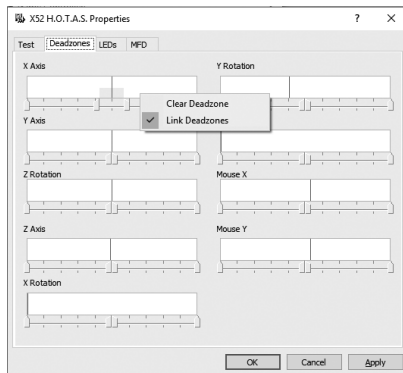 X52 H.O.T.A.S. Properties ? ×
Test Deadzones LEDs MFD
X Axis Y Rotation
Clear Deadzone
✓ Link Deadzones
Y Axis
Z Rotation Mouse X
Z Axis Mouse Y
X Rotation
OK Cancel Apply